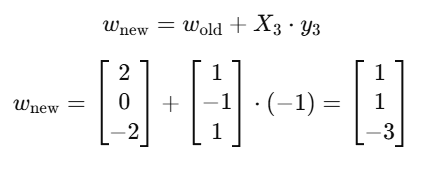 w_new = w_old + X_3 · y_3
w_new = [2 0 −2] + [1 −1 1] · (−1) = [1 1 −3]